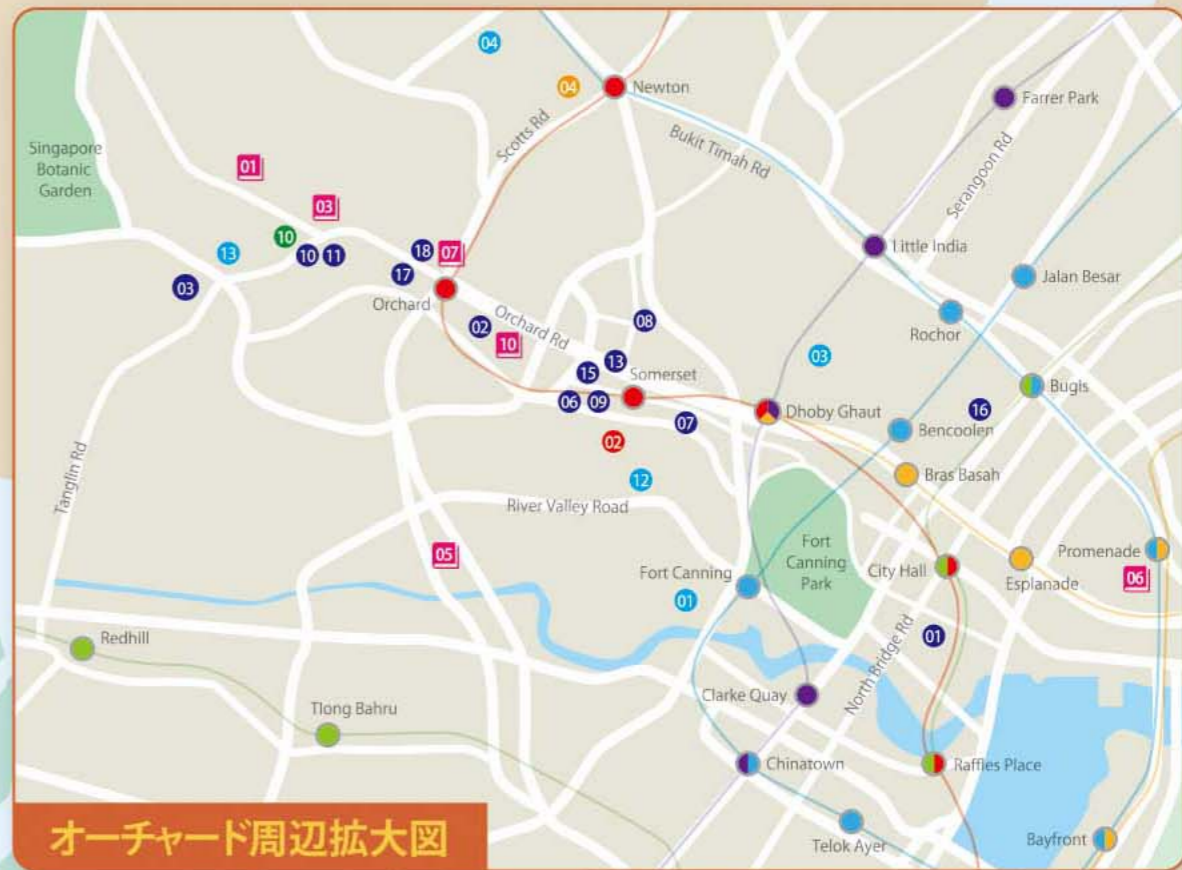 04
04
Newton
Farrer Park
Scotts Rd
Bukit Timah Rd
Serangoon Rd
Singapore
Botanic
Garden
01
03
10
13
10
11
18
07
17
03
Orchard
Little India
Jalan Besar
Rochor
02
Orchard Rd
10
08
13
15
Somerset
03
06
09
07
Dhoby Ghaut
Bugis
16
Bencoolen
02
12
Bras Basah
Tanglin Rd
River Valley Road
05
Fort
Canning
Park
Fort Canning
01
City Hall
Esplanade
Promenade
06
Redhill
01
North Bridge Rd
Clarke Quay
Tlong Bahru
Chinatown
Raffles Place
Telok Ayer
Bayfront
オーチャード周辺拡大図